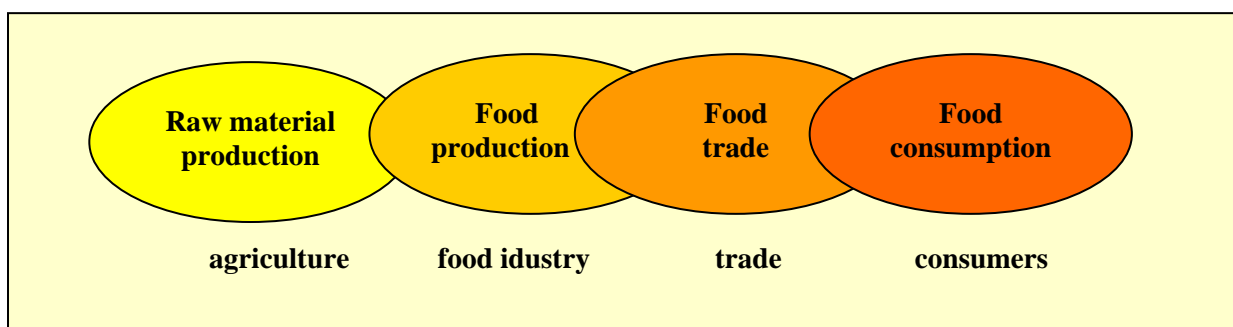 Raw material
production
Food
production
Food
trade
Food
consumption
agriculture
food idustry
trade
consumers